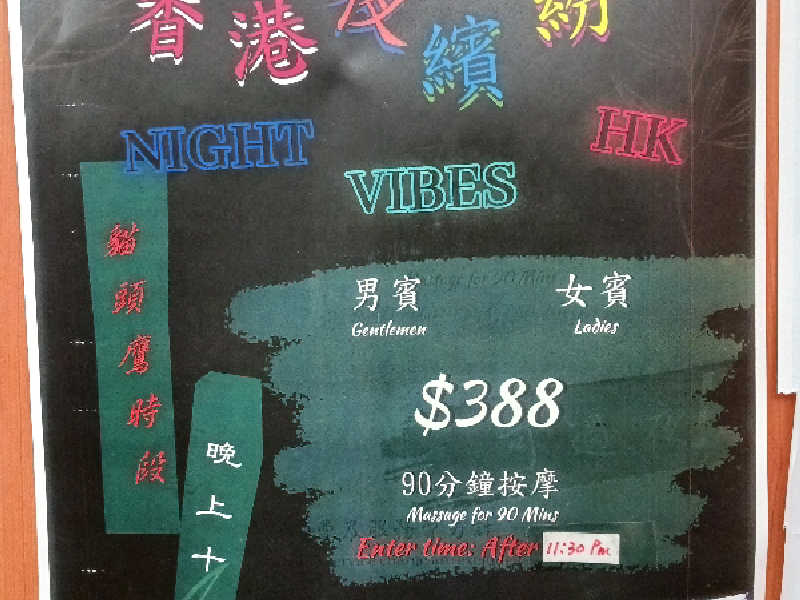 香港夜繽紛
NIGHT
VIBES
HK
貓頭鷹時段
晚上十
男賓
Gentlemen
女賓
Ladies
$388
90分鐘按摩
Massage for 90 Mins
Enter time: After 11:30 Pm